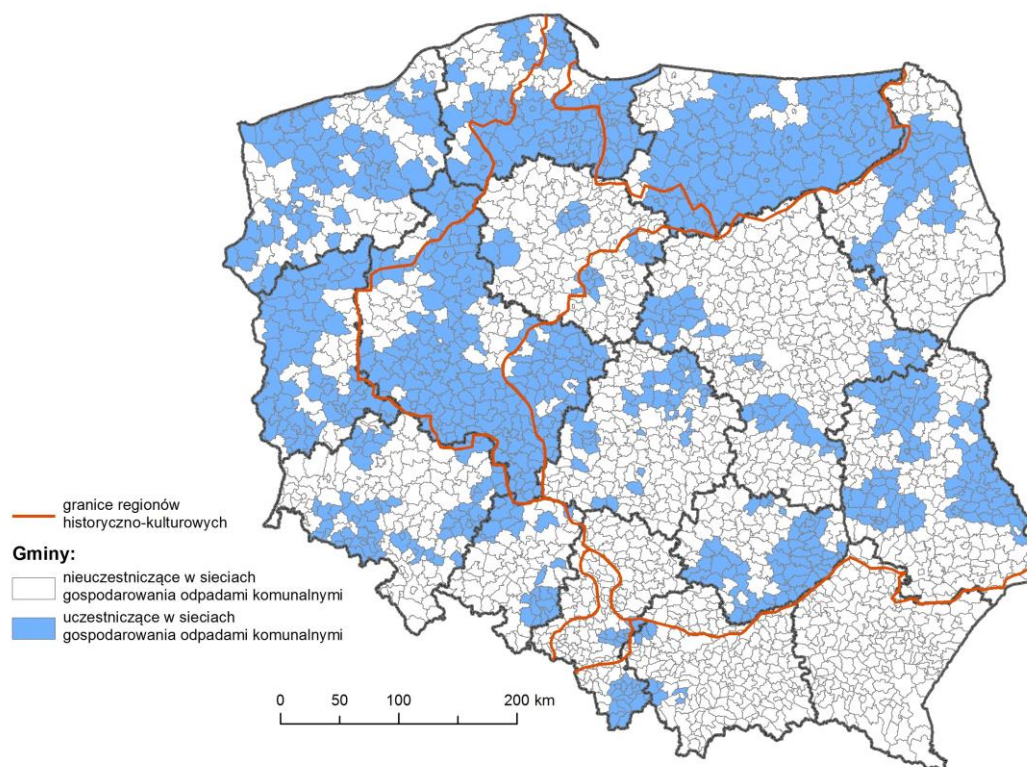 granice regionów
historyczno-kulturowych
Gminy:
nieuczestniczące w sieciach
gospodarowania odpadami komunalnymi
uczestniczące w sieciach
gospodarowania odpadami komunalnymi
0 50 100 200 km